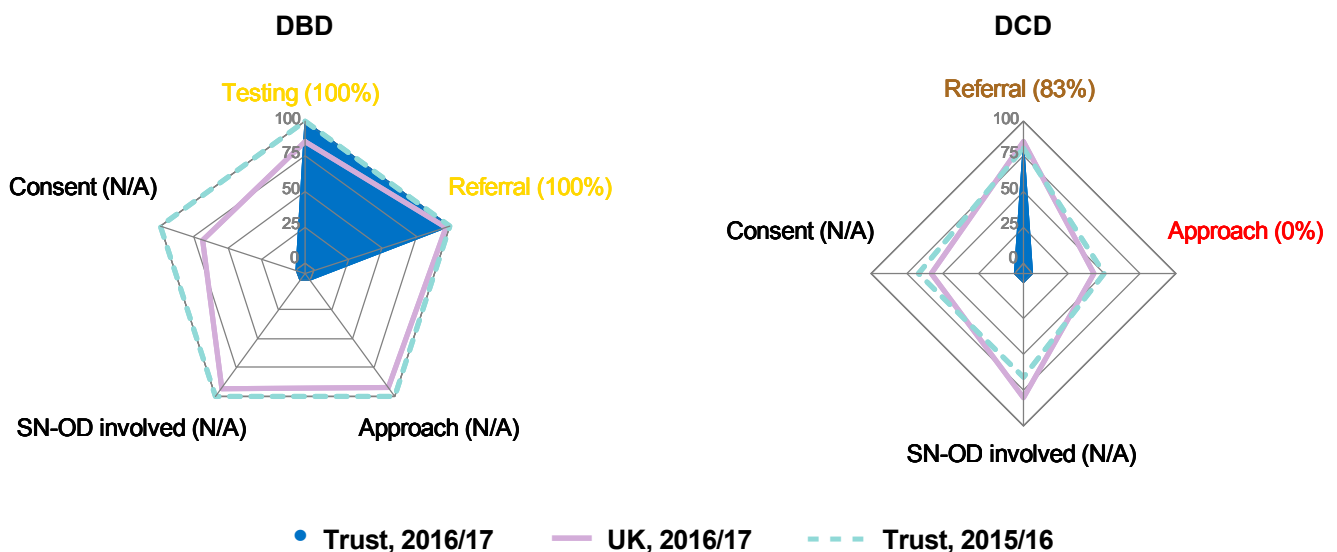 DBD
Testing (100%)
100
75
50
25
0
Consent (N/A)
Referral (100%)
SN-OD involved (N/A)
Approach (N/A)
DCD
Referral (83%)
100
75
50
25
0
Consent (N/A)
Approach (0%)
SN-OD involved (N/A)
Trust, 2016/17
UK, 2016/17
Trust, 2015/16